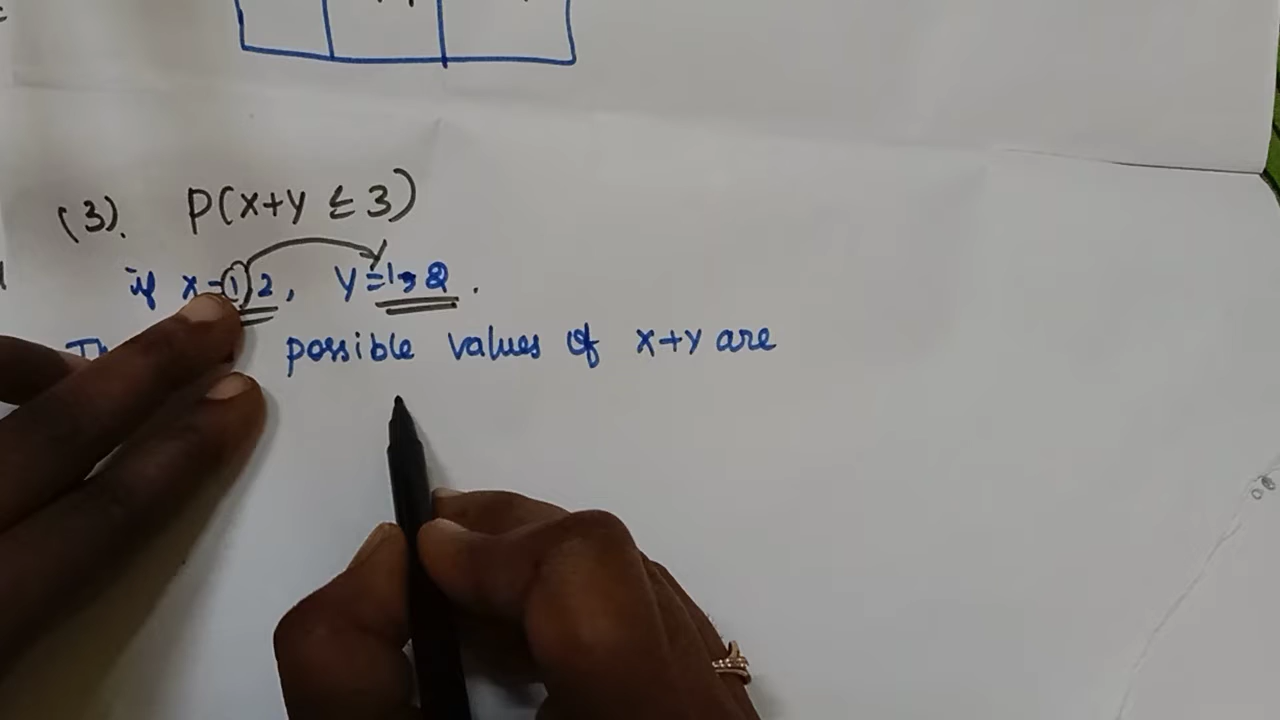 (3). P(X+Y ≤ 3)
if X=1,2, Y=1,2.
possible values of X+Y are